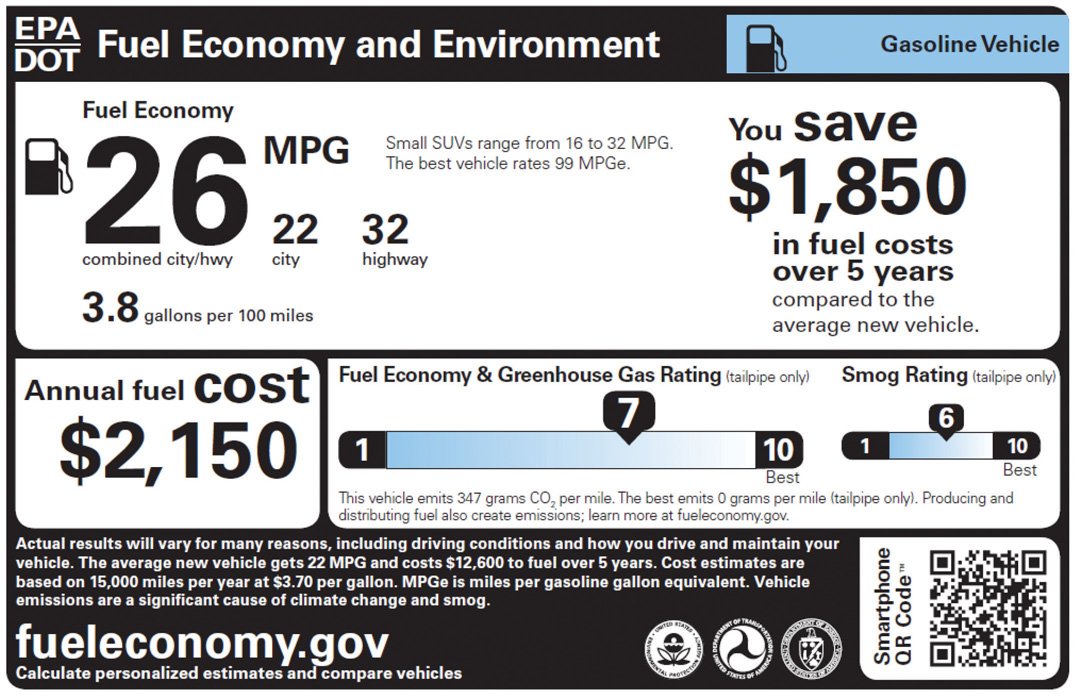 EPA
DOT
Fuel Economy and Environment
Gasoline Vehicle
Fuel Economy
26 MPG
combined city/hwy
22
city
32
highway
3.8 gallons per 100 miles
Small SUVs range from 16 to 32 MPG.
The best vehicle rates 99 MPGe.
You save
$1,850
in fuel costs
over 5 years
compared to the
average new vehicle.
Annual fuel cost
$2,150
Fuel Economy & Greenhouse Gas Rating (tailpipe only)
7
1
10
Best
Smog Rating (tailpipe only)
6
1
10
Best
This vehicle emits 347 grams CO2 per mile. The best emits 0 grams per mile (tailpipe only). Producing and
distributing fuel also create emissions; learn more at fueleconomy.gov.
Actual results will vary for many reasons, including driving conditions and how you drive and maintain your
vehicle. The average new vehicle gets 22 MPG and costs $12,600 to fuel over 5 years. Cost estimates are
based on 15,000 miles per year at $3.70 per gallon. MPGe is miles per gasoline gallon equivalent. Vehicle
emissions are a significant cause of climate change and smog.
fueleconomy.gov
Calculate personalized estimates and compare vehicles
UNITED STATES
DEPARTMENT OF TRANSPORTATION
UNITED STATES OF AMERICA
Smartphone
QR Code™